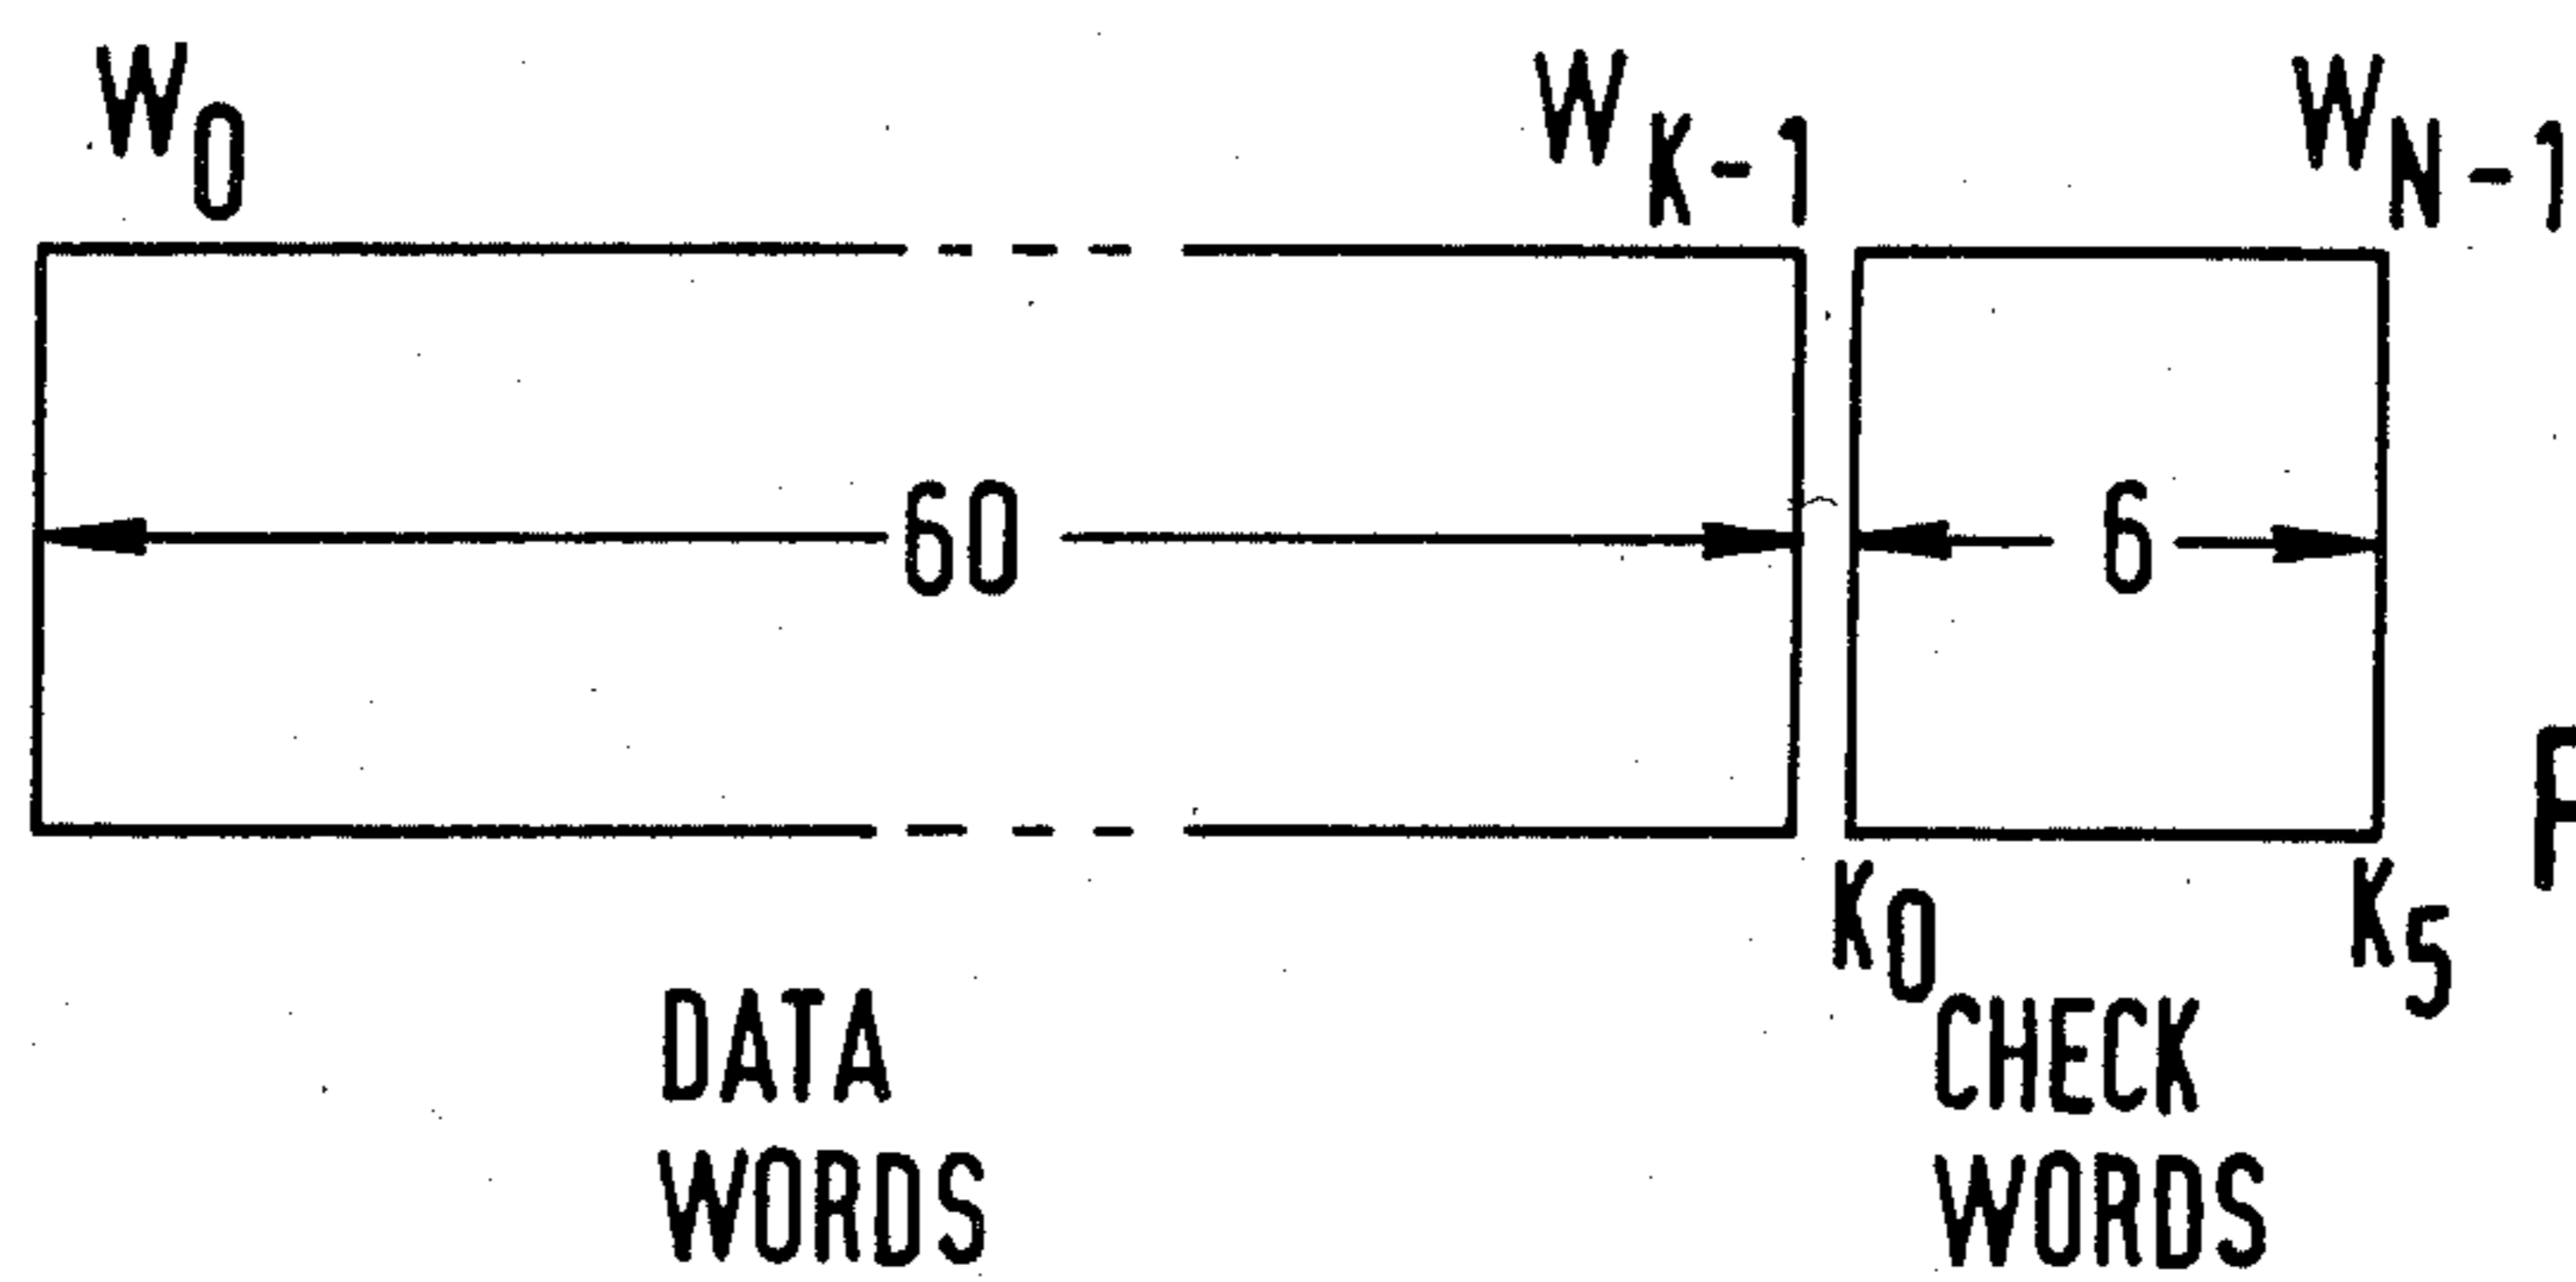 W0 WK-1 WN-1
60 6
F
K0 K5
DATA CHECK
WORDS WORDS